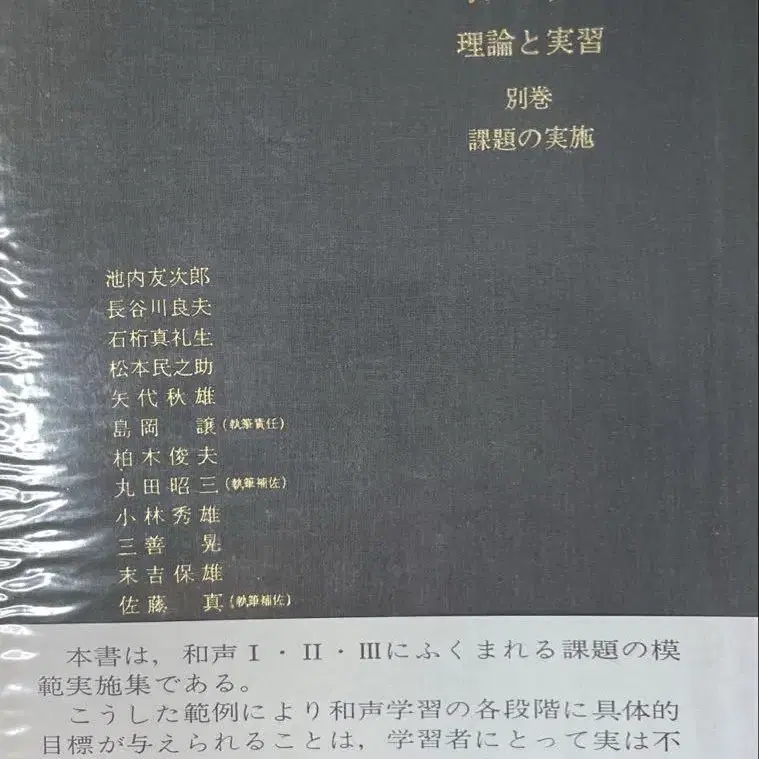 理論と実習
別巻
課題の実施
池内友次郎
長谷川良夫
石桁真礼生
松本民之助
矢代秋雄
島岡 譲(執筆責任)
柏木俊夫
丸田昭三(執筆補佐)
小林秀雄
三善 晃
末吉保雄
佐藤 真(執筆補佐)
本書は，和声Ⅰ・Ⅱ・Ⅲにふくまれる課題の模
範実施集である。
こうした範例により和声学習の各段階に具体的
目標が与えられることは，学習者にとって実は不